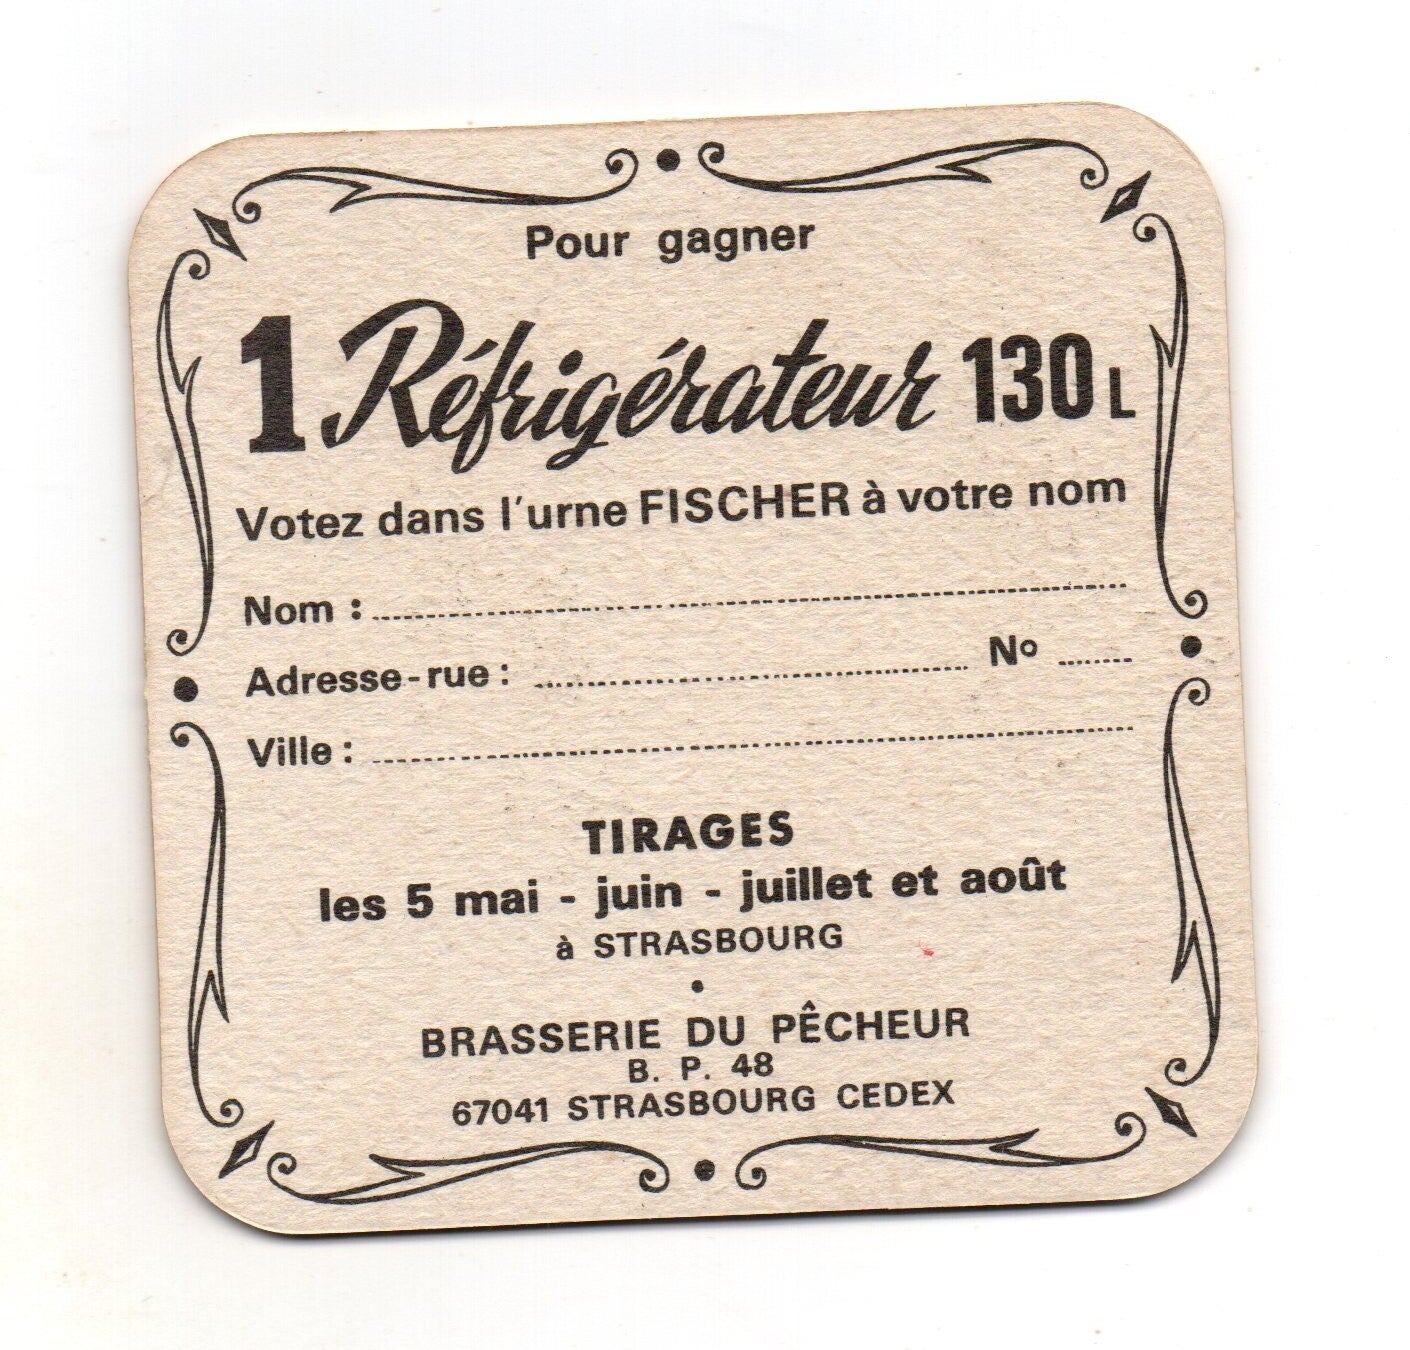 Pour gagner
1 Réfrigérateur 130 L
Votez dans l'urne FISCHER à votre nom
Nom :
Adresse-rue : Nº
Ville :
TIRAGES
les 5 mai - juin - juillet et août
à STRASBOURG
BRASSERIE DU PÊCHEUR
B. P. 48
67041 STRASBOURG CEDEX